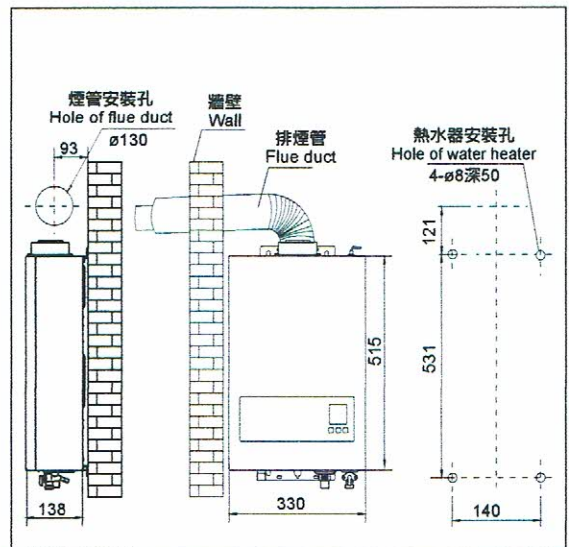 煙管安裝孔
Hole of flue duct
ø130
93
牆壁
Wall
排煙管
Flue duct
熱水器安裝孔
Hole of water heater
4-ø8深50
121
515
531
138
330
140